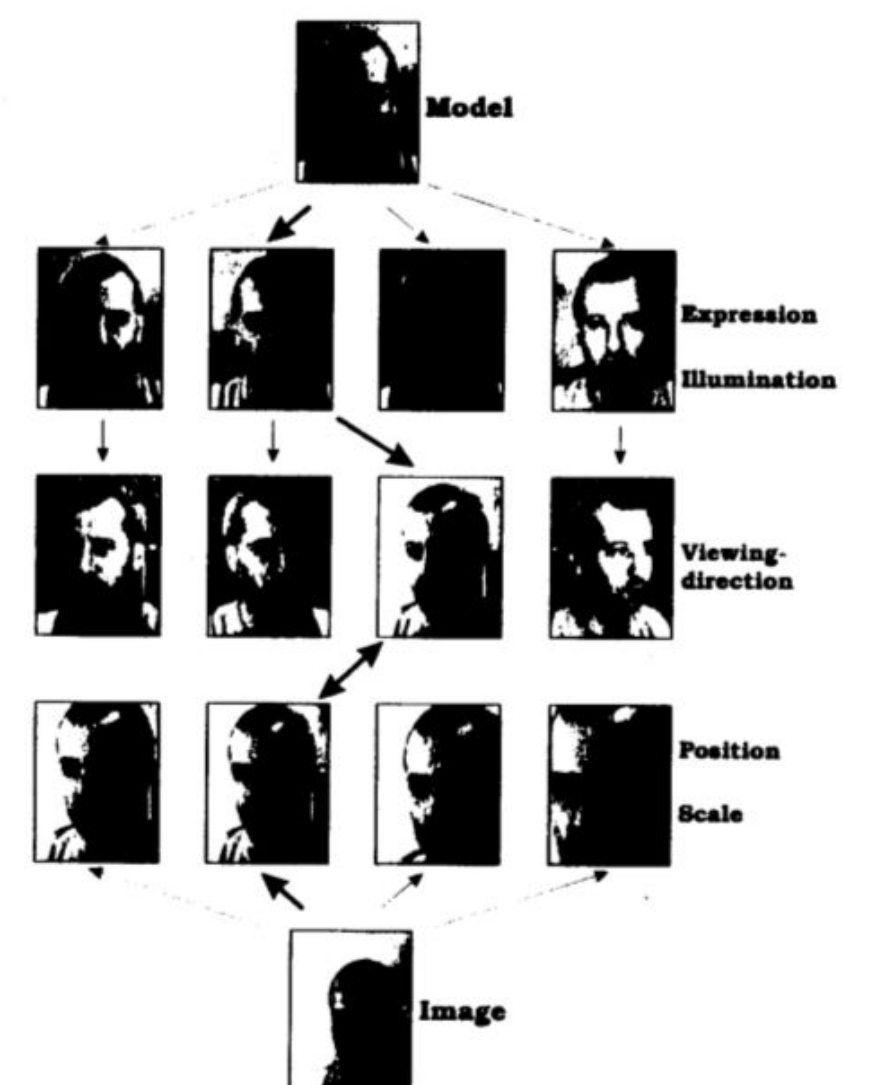 Model
Expression
Illumination
Viewing-
direction
Position
Scale
Image